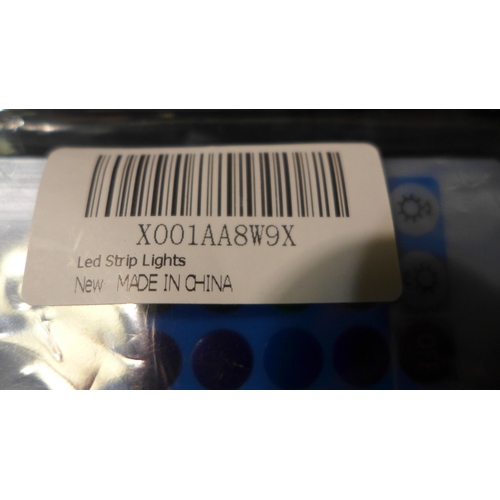 X001AA8W9X
Led Strip Lights
New MADE IN CHINA